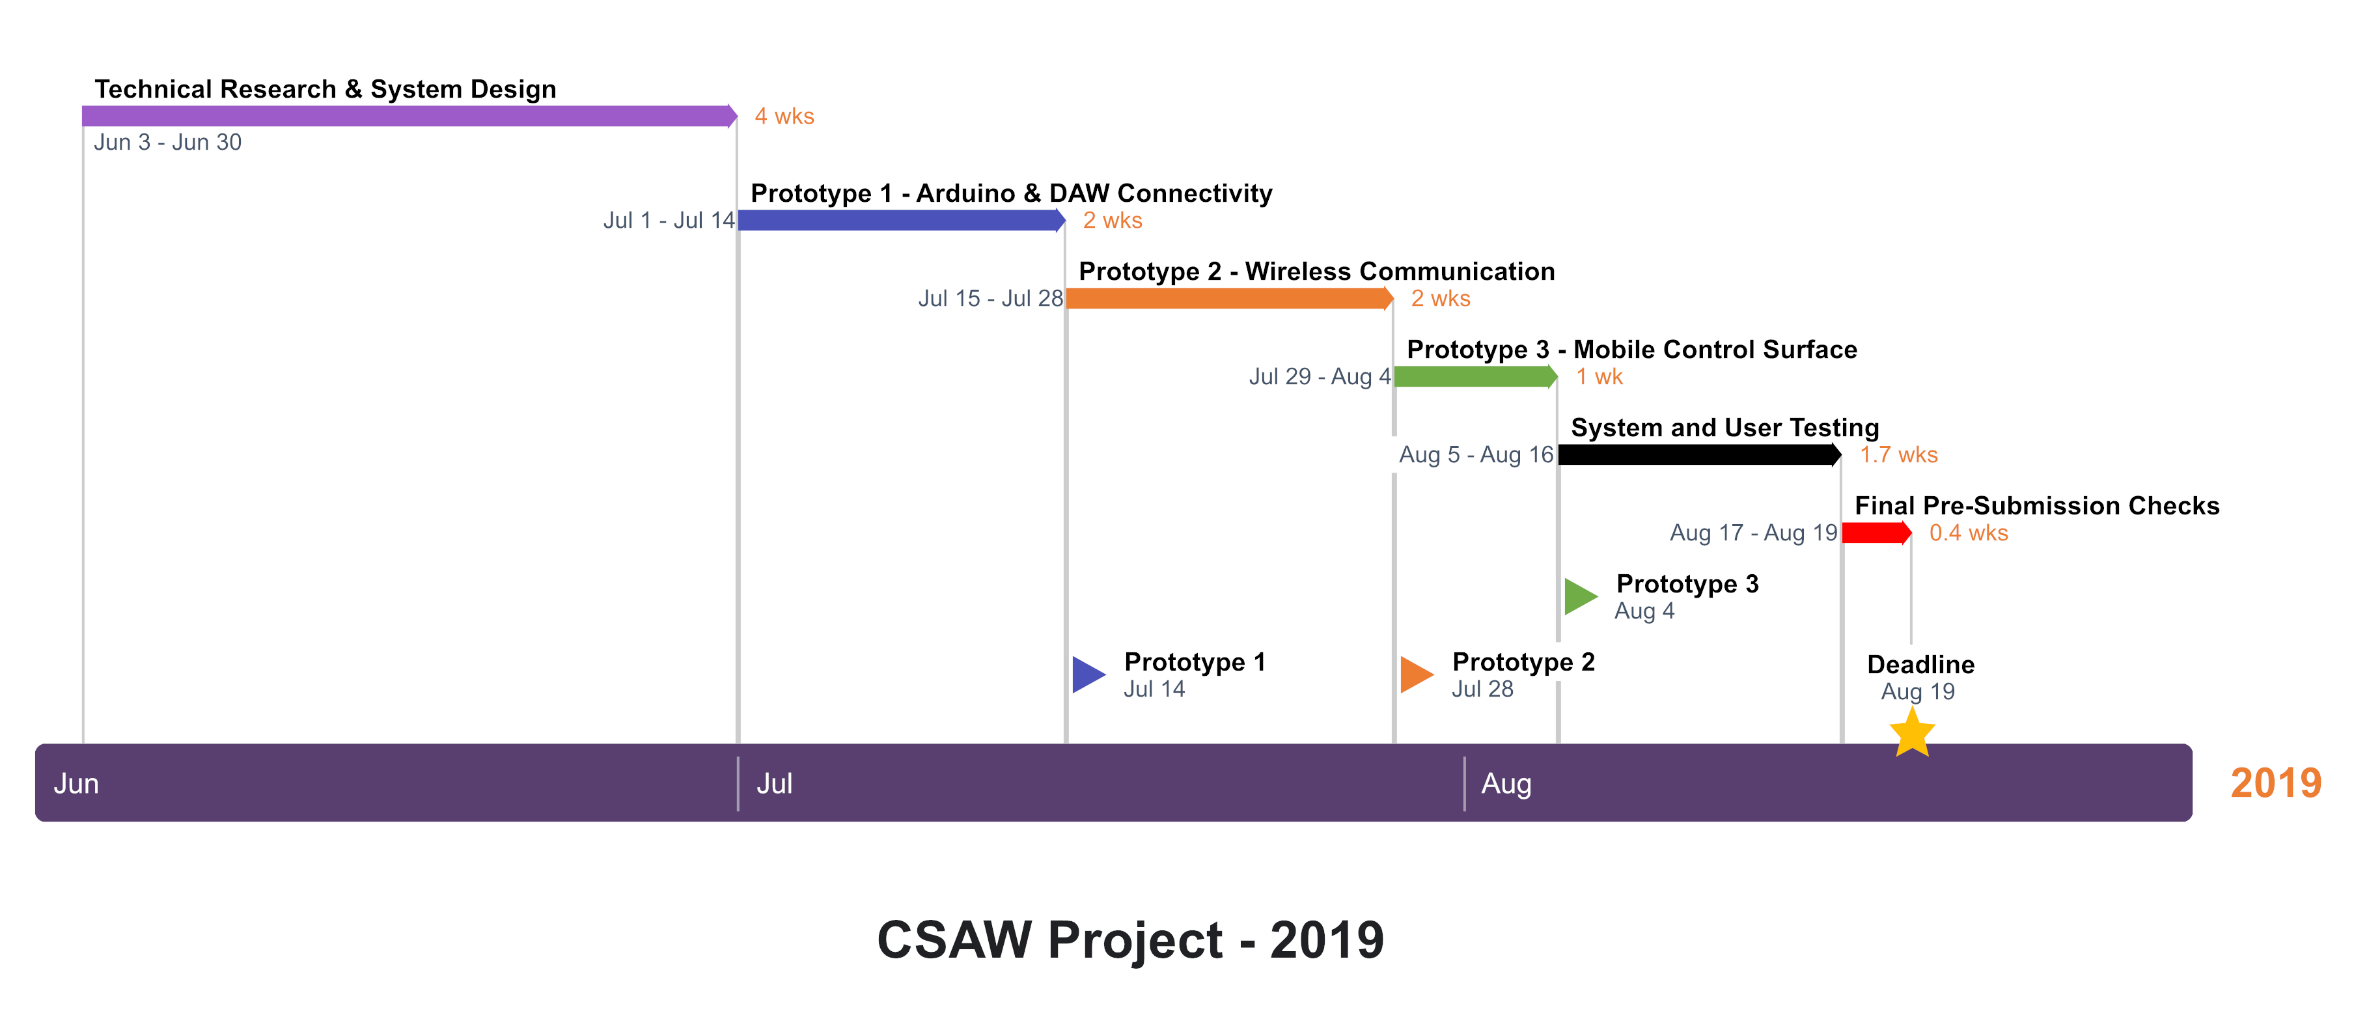 Technical Research & System Design
4 wks
Jun 3 - Jun 30
Prototype 1 - Arduino & DAW Connectivity
Jul 1 - Jul 14
2 wks
Prototype 2 - Wireless Communication
Jul 15 - Jul 28
2 wks
Prototype 3 - Mobile Control Surface
Jul 29 - Aug 4
1 wk
System and User Testing
Aug 5 - Aug 16
1.7 wks
Final Pre-Submission Checks
Aug 17 - Aug 19
0.4 wks
Prototype 3
Aug 4
Prototype 1
Jul 14
Prototype 2
Jul 28
Deadline
Aug 19
Jun
Jul
Aug
2019
CSAW Project - 2019